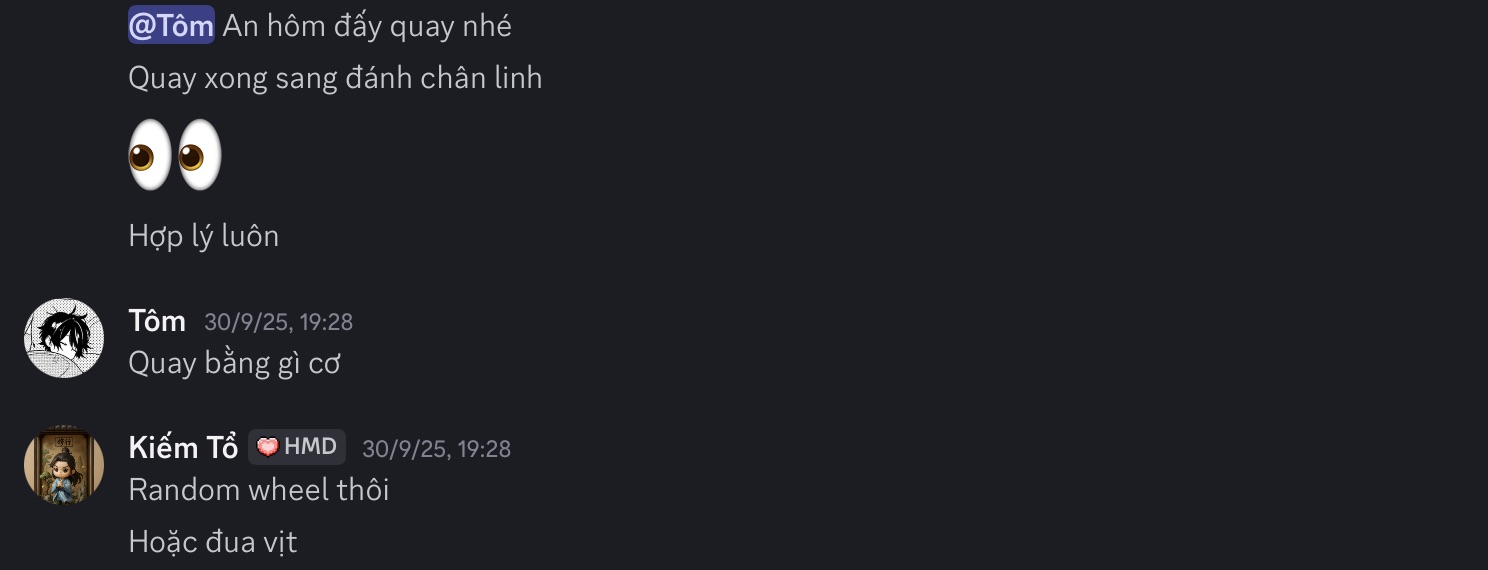 @Tôm An hôm đấy quay nhé
Quay xong sang đánh chân linh
Hợp lý luôn
Tôm 30/9/25, 19:28
Quay bằng gì cơ
Kiếm Tổ HMD 30/9/25, 19:28
Random wheel thôi
Hoặc đua vịt